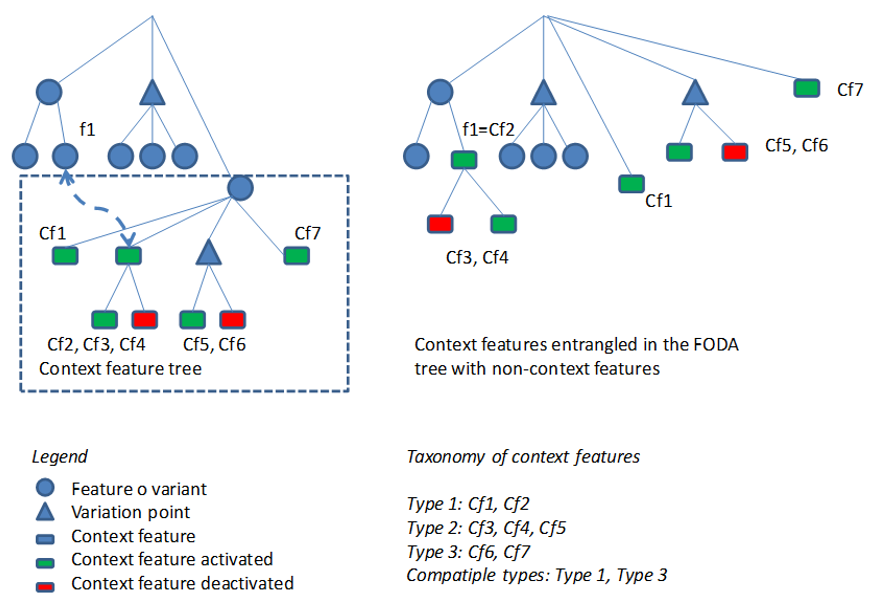 f1
Cf1
Cf7
Cf2, Cf3, Cf4
Cf5, Cf6
Context feature tree
Cf7
f1=Cf2
Cf5, Cf6
Cf1
Cf3, Cf4
Context features entrangled in the FODA
tree with non-context features
Legend
Feature o variant
Variation point
Context feature
Context feature activated
Context feature deactivated
Taxonomy of context features
Type 1: Cf1, Cf2
Type 2: Cf3, Cf4, Cf5
Type 3: Cf6, Cf7
Compatiple types: Type 1, Type 3